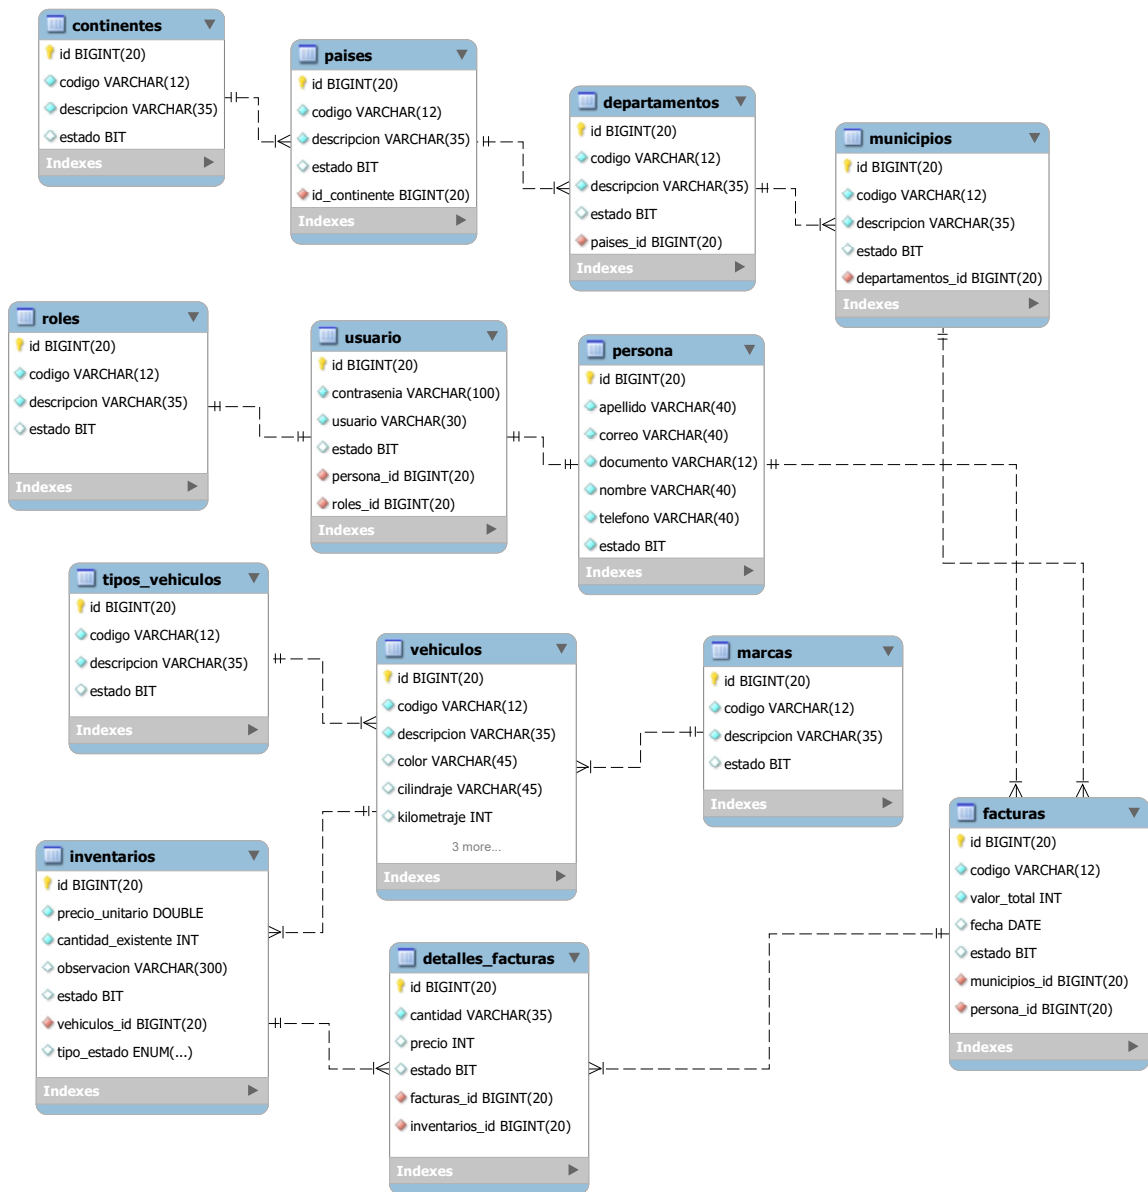 continentes
id BIGINT(20)
codigo VARCHAR(12)
descripcion VARCHAR(35)
estado BIT
Indexes
paises
id BIGINT(20)
codigo VARCHAR(12)
descripcion VARCHAR(35)
estado BIT
id_continente BIGINT(20)
Indexes
departamentos
id BIGINT(20)
codigo VARCHAR(12)
descripcion VARCHAR(35)
estado BIT
paises_id BIGINT(20)
Indexes
municipios
id BIGINT(20)
codigo VARCHAR(12)
descripcion VARCHAR(35)
estado BIT
departamentos_id BIGINT(20)
Indexes
roles
id BIGINT(20)
codigo VARCHAR(12)
descripcion VARCHAR(35)
estado BIT
Indexes
usuario
id BIGINT(20)
contrasenia VARCHAR(100)
usuario VARCHAR(30)
estado BIT
persona_id BIGINT(20)
roles_id BIGINT(20)
Indexes
persona
id BIGINT(20)
apellido VARCHAR(40)
correo VARCHAR(40)
documento VARCHAR(12)
nombre VARCHAR(40)
telefono VARCHAR(40)
estado BIT
Indexes
tipos_vehiculos
id BIGINT(20)
codigo VARCHAR(12)
descripcion VARCHAR(35)
estado BIT
Indexes
vehiculos
id BIGINT(20)
codigo VARCHAR(12)
descripcion VARCHAR(35)
color VARCHAR(45)
cilindraje VARCHAR(45)
kilometraje INT
3 more...
Indexes
marcas
id BIGINT(20)
codigo VARCHAR(12)
descripcion VARCHAR(35)
estado BIT
Indexes
facturas
id BIGINT(20)
codigo VARCHAR(12)
valor_total INT
fecha DATE
estado BIT
municipios_id BIGINT(20)
persona_id BIGINT(20)
Indexes
inventarios
id BIGINT(20)
precio_unitario DOUBLE
cantidad_existente INT
observacion VARCHAR(300)
estado BIT
vehiculos_id BIGINT(20)
tipo_estado ENUM(...)
Indexes
detalles_facturas
id BIGINT(20)
cantidad VARCHAR(35)
precio INT
estado BIT
facturas_id BIGINT(20)
inventarios_id BIGINT(20)
Indexes